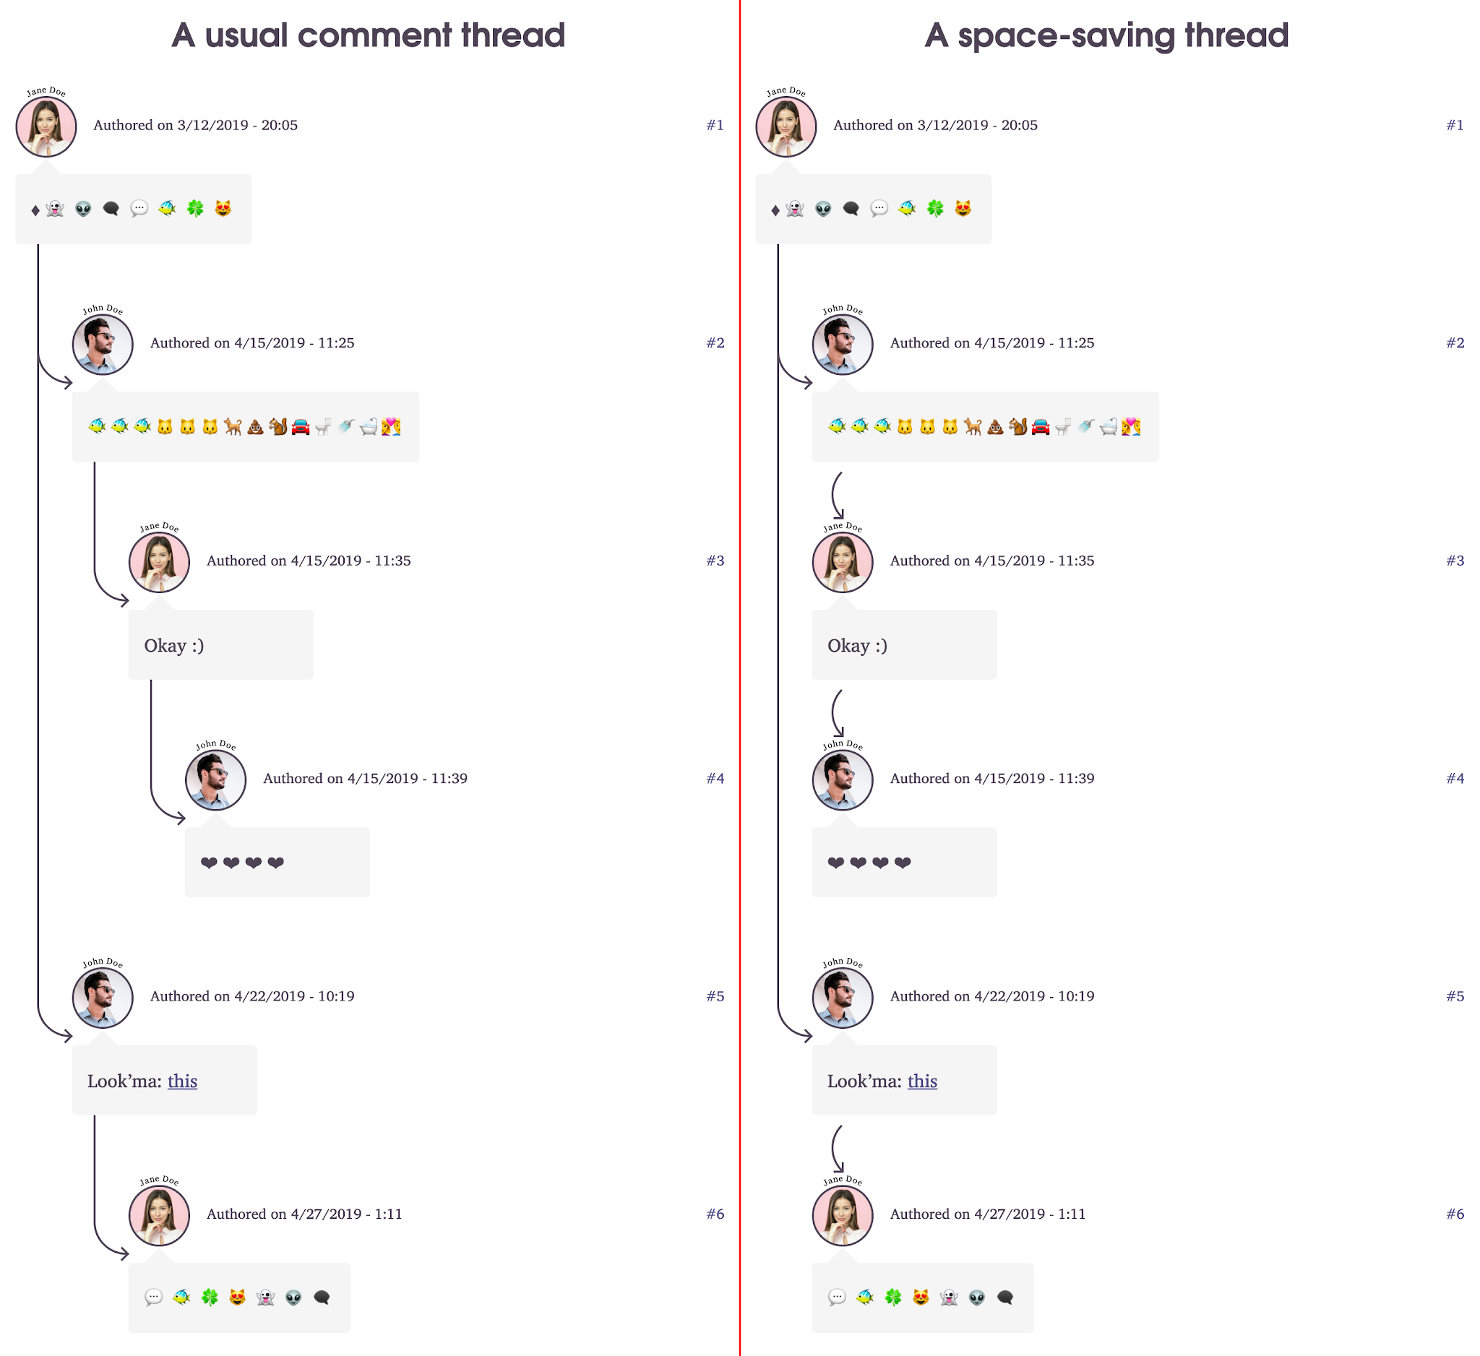 A usual comment thread
Jane Doe
Authored on 3/12/2019 - 20:05
#1
♦👻 👽 🗨 💬 🐠 🍀 😻
John Doe
Authored on 4/15/2019 - 11:25
#2
🐠🐠🐠🐱🐱🐱🐕💩🐿🚘🚽🚿🛁💏
Jane Doe
Authored on 4/15/2019 - 11:35
#3
Okay :)
John Doe
Authored on 4/15/2019 - 11:39
#4
❤❤❤❤
John Doe
Authored on 4/22/2019 - 10:19
#5
Look’ma: this
Jane Doe
Authored on 4/27/2019 - 1:11
#6
💬 🐠 🍀 😻 👻 👽 🗨
A space-saving thread
Jane Doe
Authored on 3/12/2019 - 20:05
#1
♦👻 👽 🗨 💬 🐠 🍀 😻
John Doe
Authored on 4/15/2019 - 11:25
#2
🐠🐠🐠🐱🐱🐱🐕💩🐿🚘🚽🚿🛁💏
Jane Doe
Authored on 4/15/2019 - 11:35
#3
Okay :)
John Doe
Authored on 4/15/2019 - 11:39
#4
❤❤❤❤
John Doe
Authored on 4/22/2019 - 10:19
#5
Look’ma: this
Jane Doe
Authored on 4/27/2019 - 1:11
#6
💬 🐠 🍀 😻 👻 👽 🗨